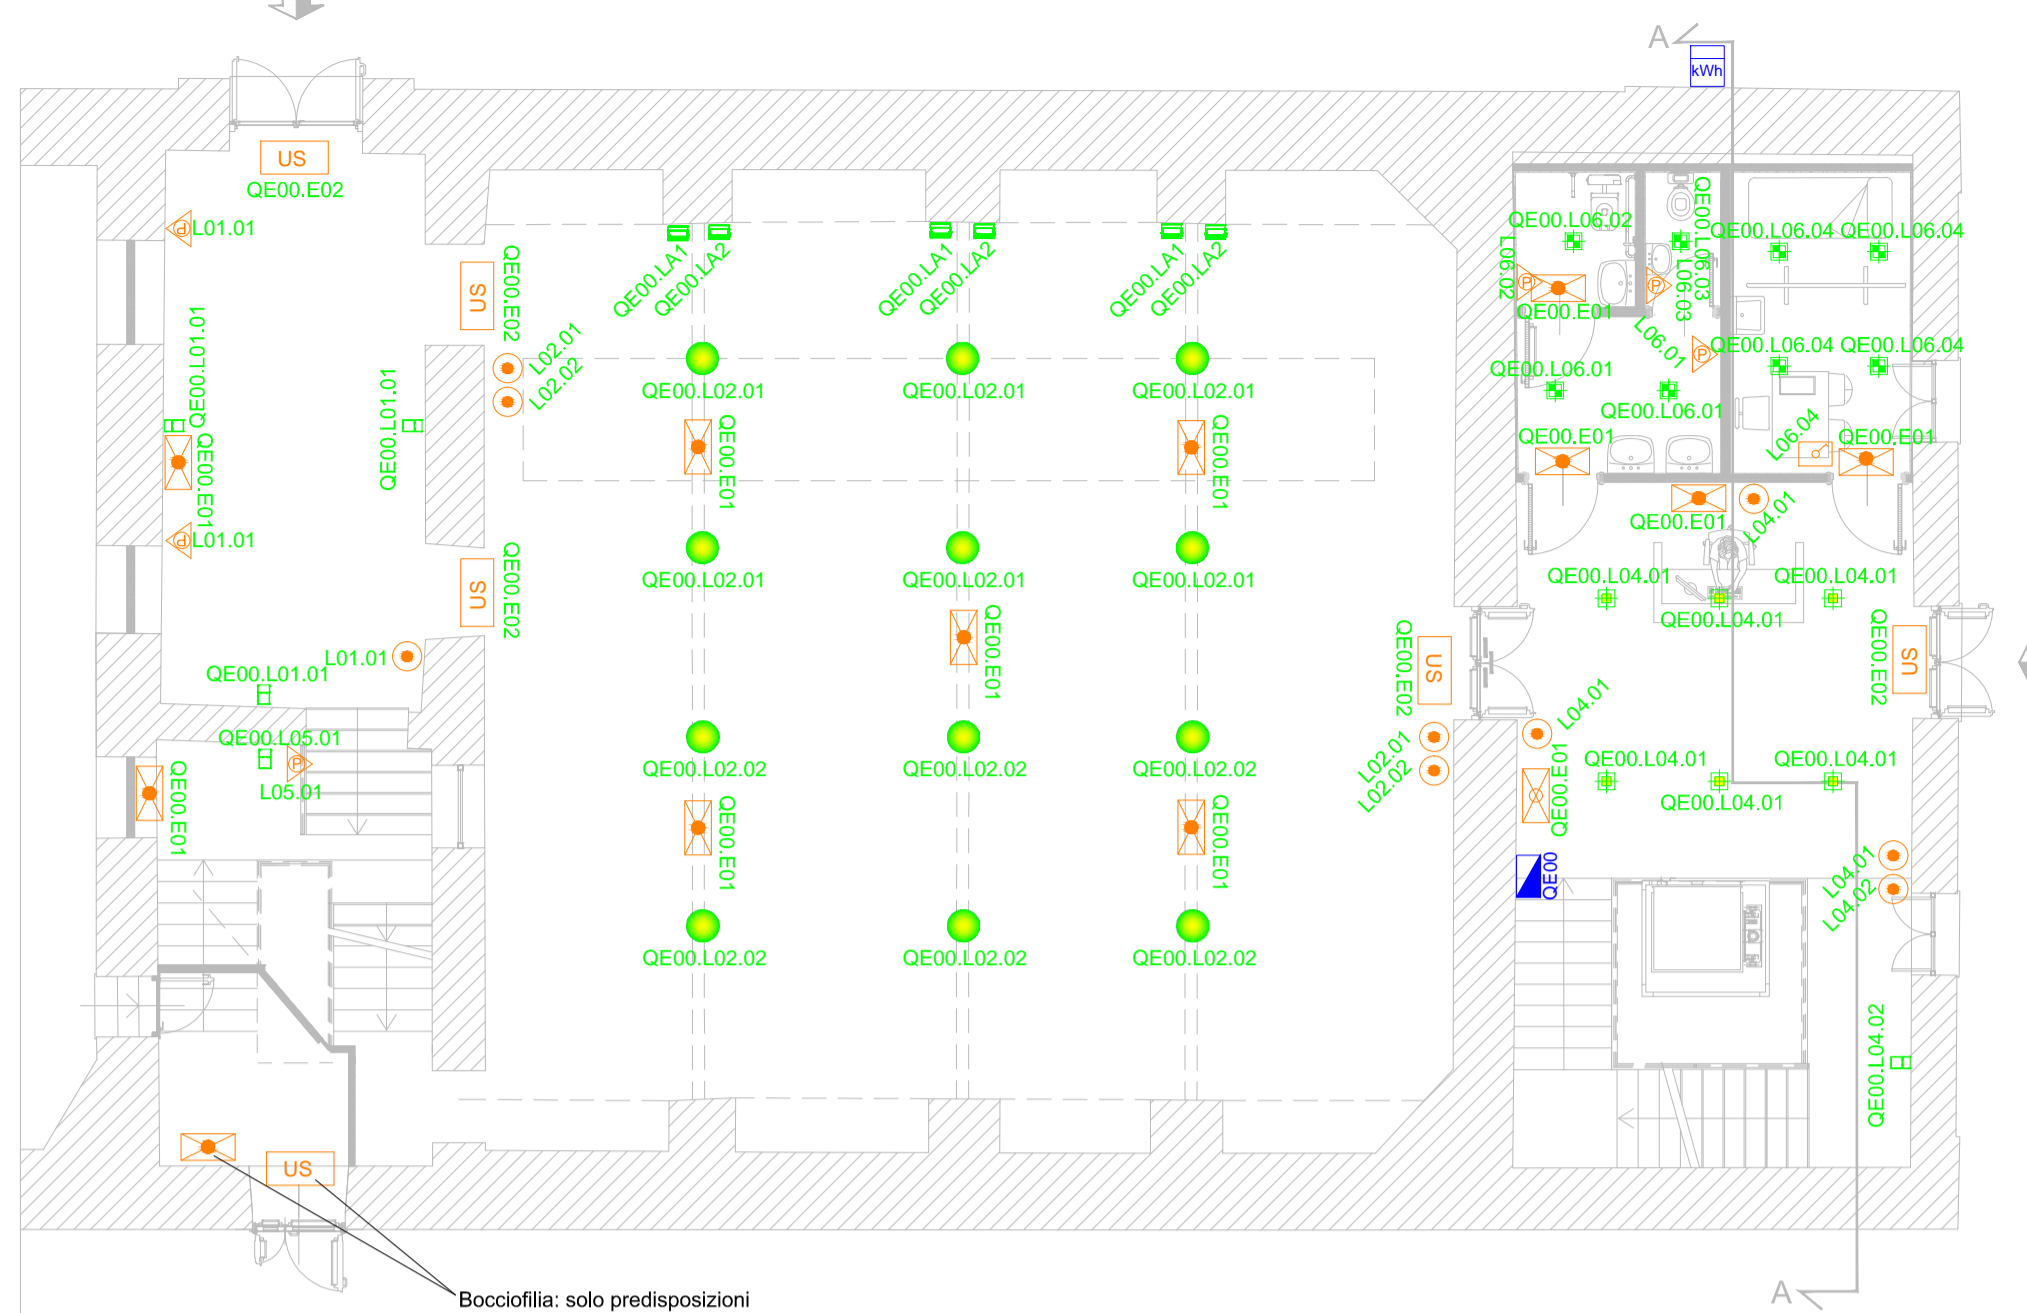 A
kWh
US
QE00.E02
L01.01
QE00.L01.01
QE00.E01
L01.01
QE00.L01.01
US
QE00.E02
L02.01
L02.02
US
QE00.E02
L01.01
QE00.L01.01
QE00.L05.01
P
L05.01
QE00.E01
QE00.LA1
QE00.LA2
QE00.LA1
QE00.LA2
QE00.LA1
QE00.LA2
QE00.L02.01
QE00.L02.01
QE00.L02.01
QE00.E01
QE00.E01
QE00.L02.01
QE00.L02.01
QE00.L02.01
QE00.E01
QE00.L02.02
QE00.L02.02
QE00.L02.02
QE00.E01
QE00.E01
QE00.L02.02
QE00.L02.02
QE00.L02.02
QE00.L06.02
QE00.L06.03
QE00.L06.04
QE00.L06.04
L06.02
P
P
L06.03
QE00.E01
L06.01
P
QE00.L06.04
QE00.L06.04
QE00.L06.01
QE00.L06.01
QE00.E01
L06.04
QE00.E01
QE00.E01
L04.01
QE00.L04.01
QE00.L04.01
QE00.L04.01
QE00.E02
US
QE00.E02
US
L04.01
L02.01
L02.02
QE00.E01
QE00.L04.01
QE00.L04.01
QE00.L04.01
QE00
L04.01
L04.02
QE00.L04.02
US
Bocciofilia: solo predisposizioni
A